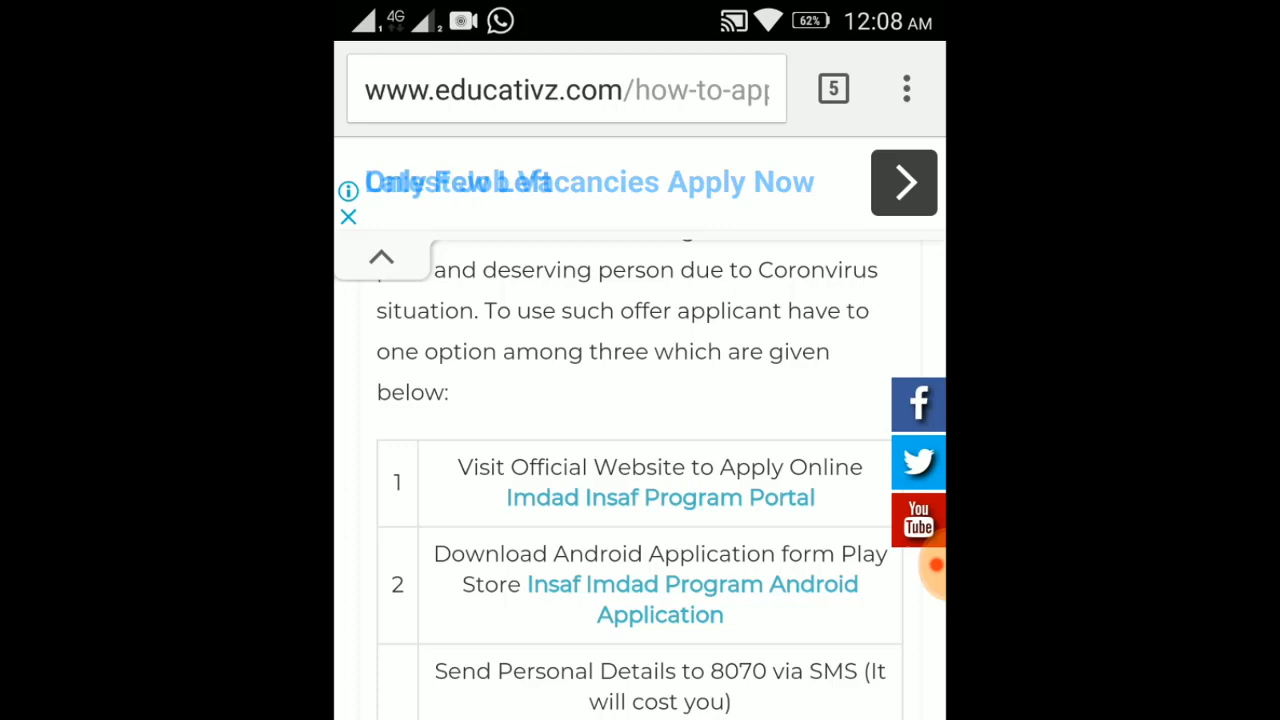 4G
1
2
62%
12:08 AM
www.educativz.com/how-to-app
5
Vacancies Apply Now
and deserving person due to Coronvirus
situation. To use such offer applicant have to
one option among three which are given
below:
1
Visit Official Website to Apply Online
Imdad Insaf Program Portal
2
Download Android Application form Play
Store Insaf Imdad Program Android
Application
Send Personal Details to 8070 via SMS (It
will cost you)
You
Tube